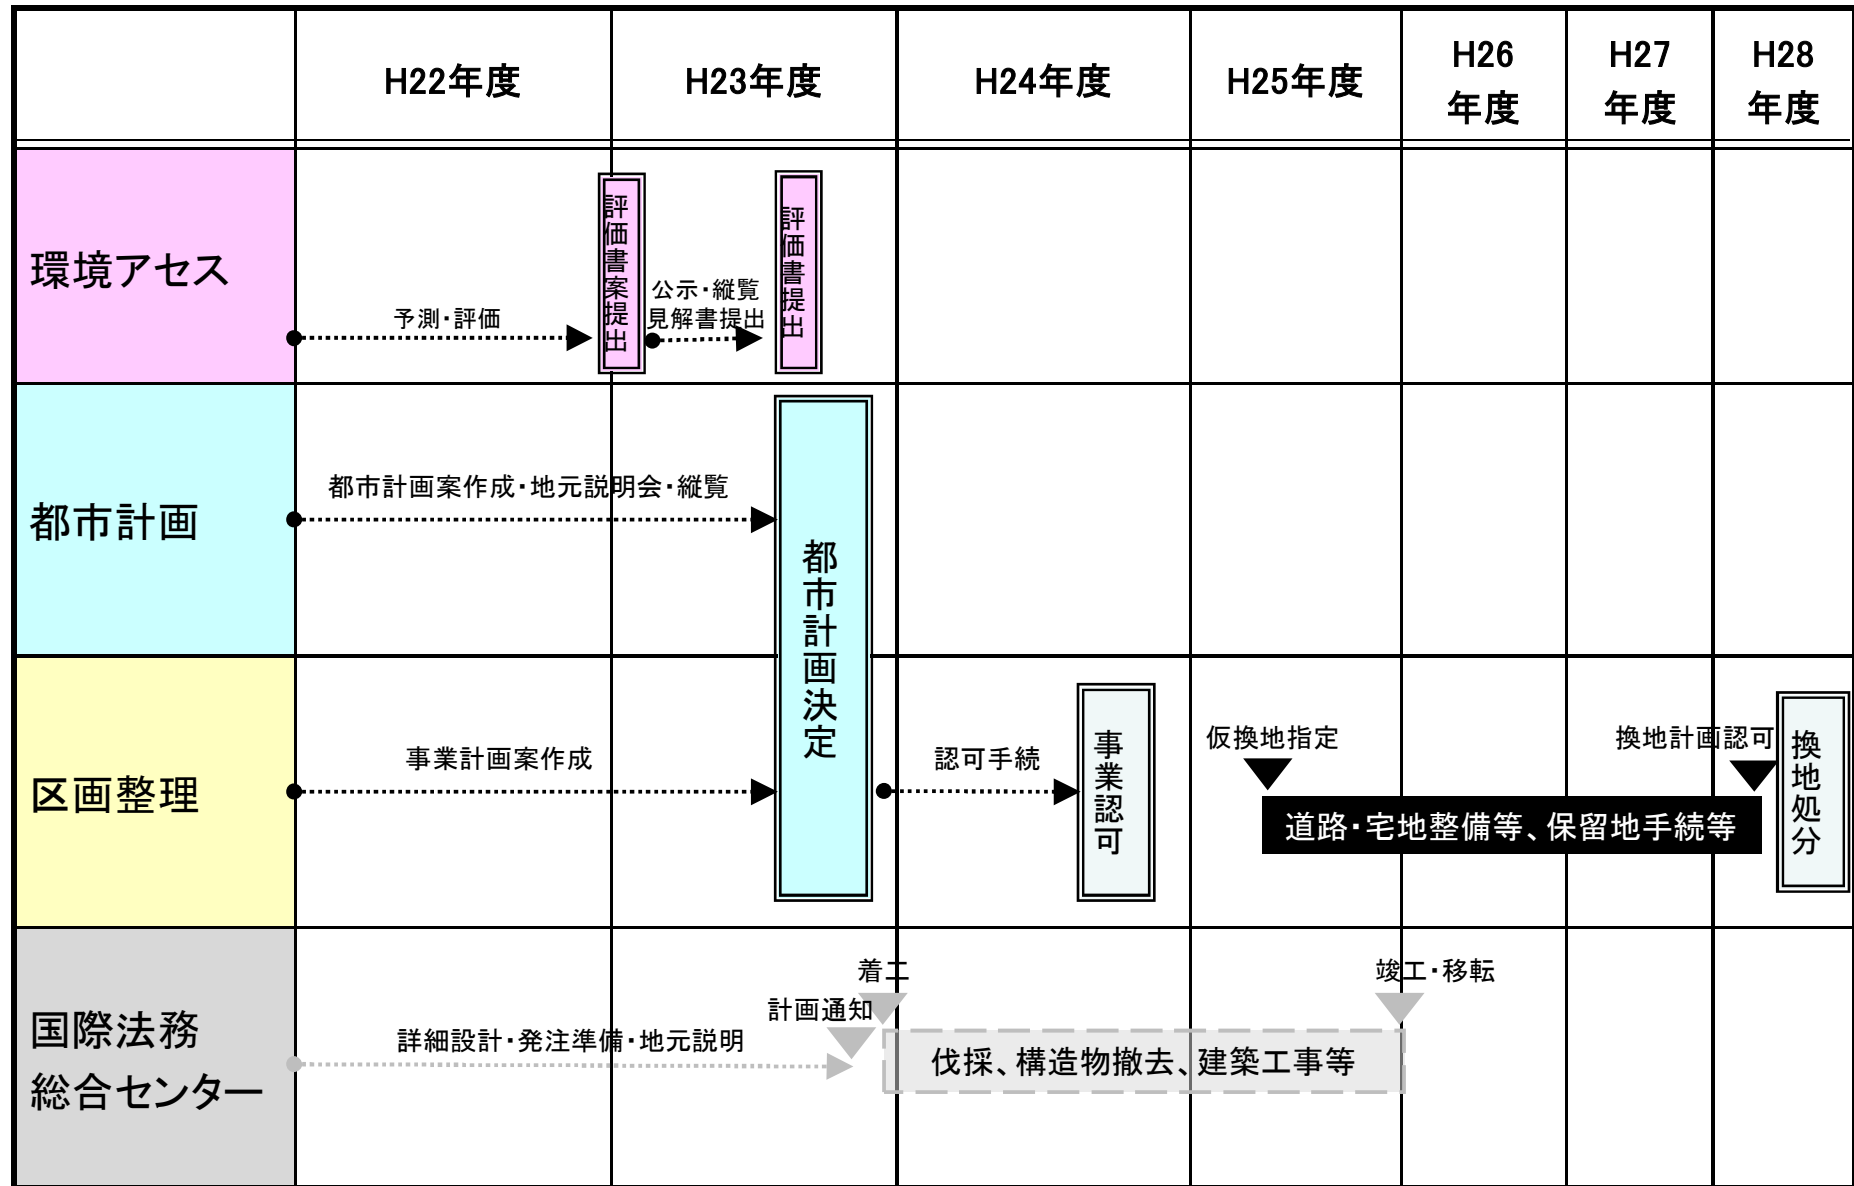 H22年度
H23年度
H24年度
H25年度
H26
年度
H27
年度
H28
年度
環境アセス
予測・評価
評価書案提出
公示・縦覧
見解書提出
評価書提出
都市計画
都市計画案作成・地元説明会・縦覧
都市計画決定
区画整理
事業計画案作成
認可手続
事業認可
仮換地指定
換地計画認可
道路・宅地整備等、保留地手続等
換地処分
国際法務
総合センター
詳細設計・発注準備・地元説明
計画通知
着工
竣工・移転
伐採、構造物撤去、建築工事等